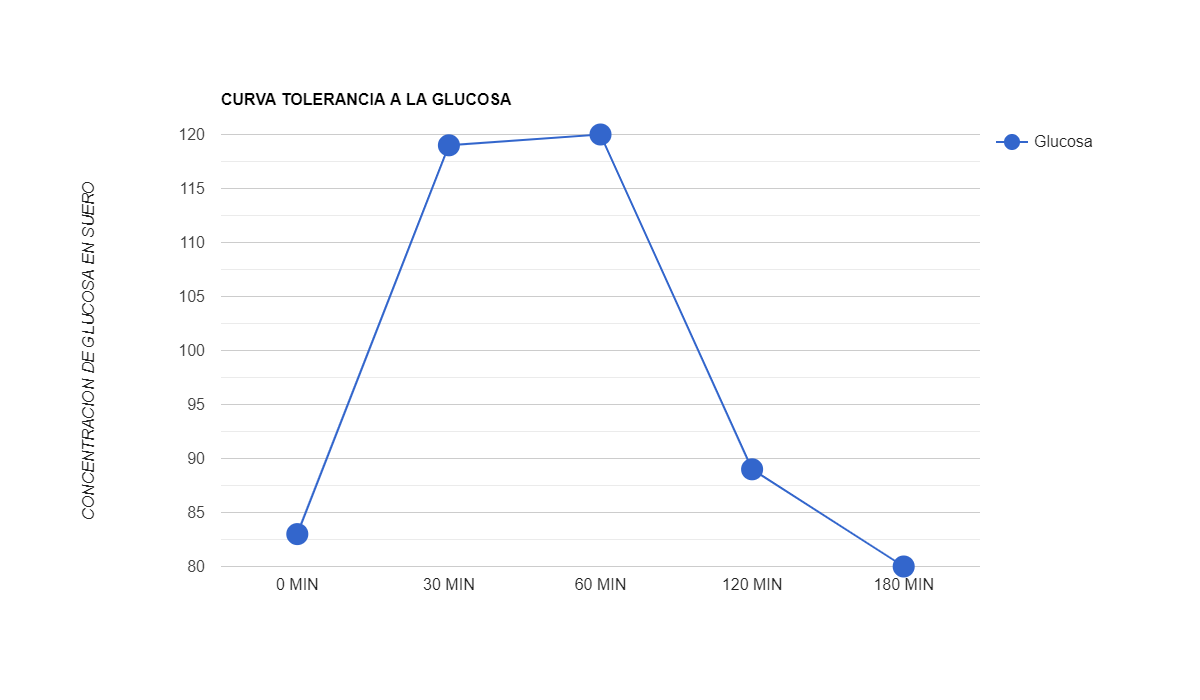 CURVA TOLERANCIA A LA GLUCOSA
Glucosa
CONCENTRACION DE GLUCOSA EN SUERO
120
115
110
105
100
95
90
85
80
0 MIN 30 MIN 60 MIN 120 MIN 180 MIN